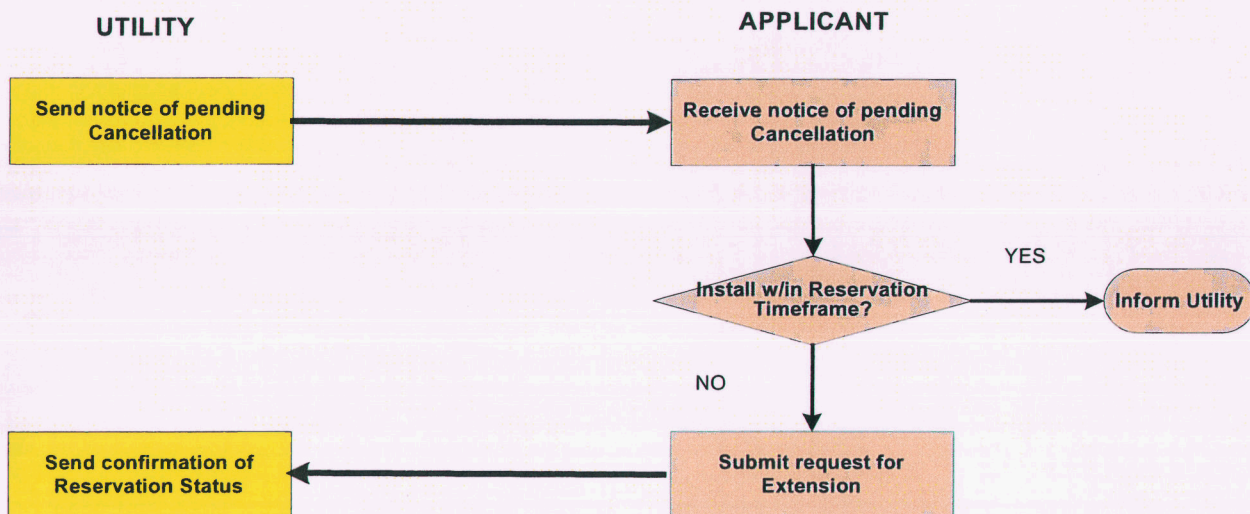 UTILITY
APPLICANT
Send notice of pending
Cancellation
Receive notice of pending
Cancellation
Install w/in Reservation
Timeframe?
YES
Inform Utility
NO
Submit request for
Extension
Send confirmation of
Reservation Status